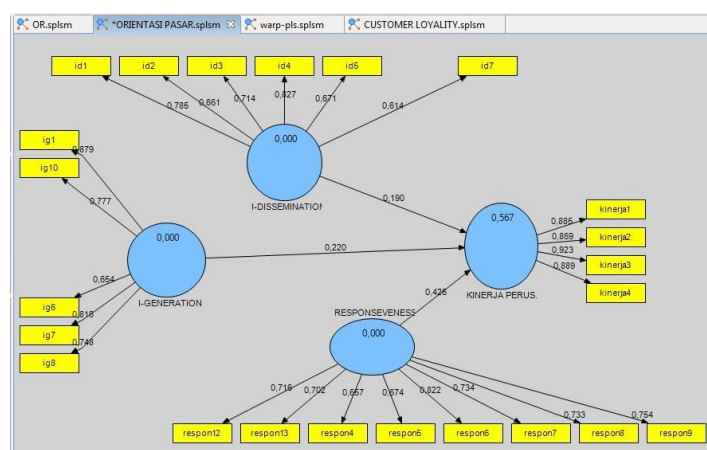 OR.splsm
*ORIENTASI PASAR.splsm
warp-pls.splsm
CUSTOMER LOYALITY.splsm
id1
id2
id3
id4
id5
id7
0,785
0,661
0,714
0,827
0,671
0,614
0,000
I-DISSEMINATION
ig1
ig10
0,879
0,777
0,000
I-GENERATION
0,654
0,818
0,748
ig6
ig7
ig8
0,190
0,220
0,426
0,567
KINERJA PERUS.
0,885
0,869
0,923
0,889
kinerja1
kinerja2
kinerja3
kinerja4
RESPONSEVENESS
0,000
0,716
0,702
0,657
0,674
0,822
0,734
0,733
0,754
respon12
respon13
respon4
respon5
respon6
respon7
respon8
respon9